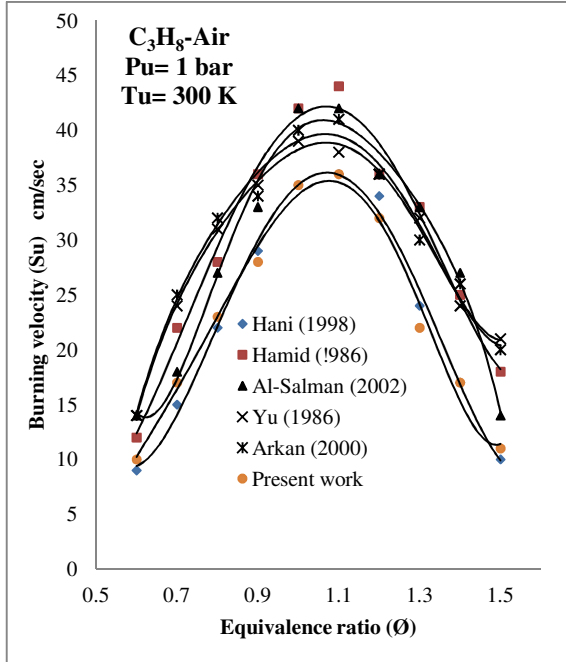 C₃H₈-Air
Pu= 1 bar
Tu= 300 K
Burning velocity (Su) cm/sec
50
45
40
35
30
25
20
15
10
5
0
Hani (1998)
Hamid (!986)
Al-Salman (2002)
Yu (1986)
Arkan (2000)
Present work
0.5 0.7 0.9 1.1 1.3 1.5
Equivalence ratio (Ø)